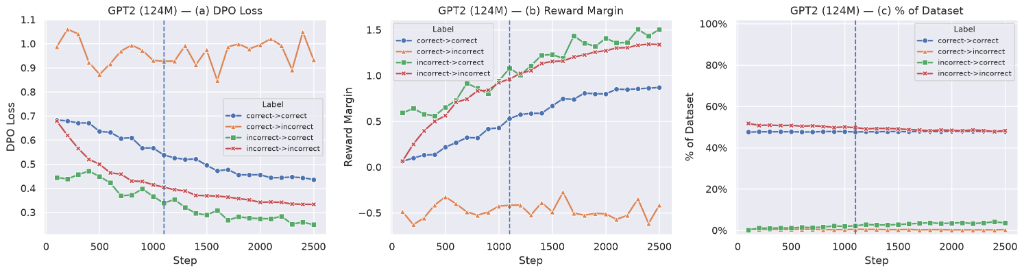 GPT2 (124M) — (a) DPO Loss
1.1
1.0
0.9
0.8
0.7
0.6
0.5
0.4
0.3
DPO Loss
Label
correct->correct
correct->incorrect
incorrect->correct
incorrect->incorrect
0
500
1000
1500
2000
2500
Step
GPT2 (124M) — (b) Reward Margin
1.5
1.0
0.5
0.0
−0.5
Reward Margin
Label
correct->correct
correct->incorrect
incorrect->correct
incorrect->incorrect
0
500
1000
1500
2000
2500
Step
GPT2 (124M) — (c) % of Dataset
100%
80%
60%
40%
20%
0%
% of Dataset
Label
correct->correct
correct->incorrect
incorrect->correct
incorrect->incorrect
0
500
1000
1500
2000
2500
Step